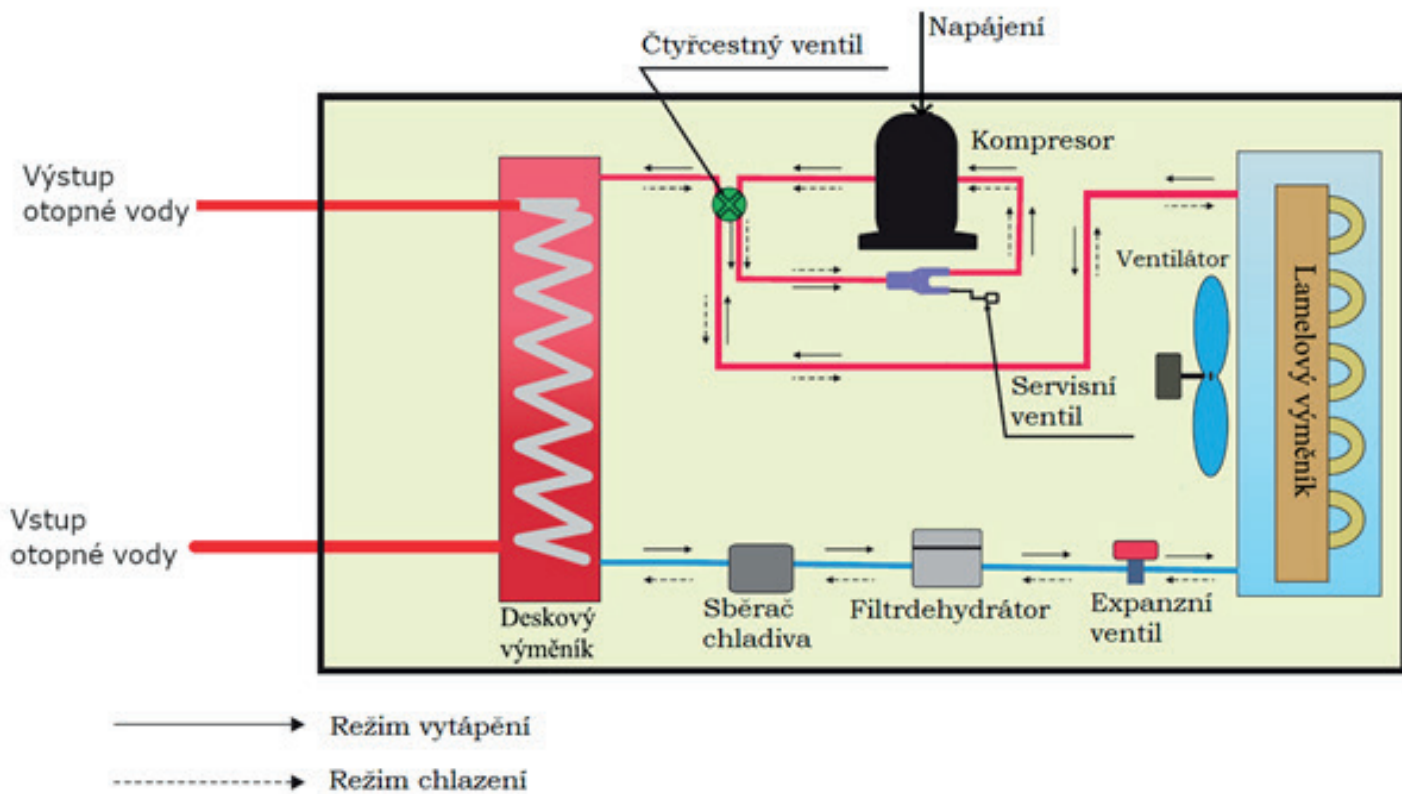 Napájení
Čtyřcestný ventil
Kompresor
Výstup
otopné vody
Ventilátor
Lamelový výměník
Servisní
ventil
Vstup
otopné vody
Deskový
výměník
Sběrač
chladiva
Filtrdehydrátor
Expanzní
ventil
Režim vytápění
Režim chlazení